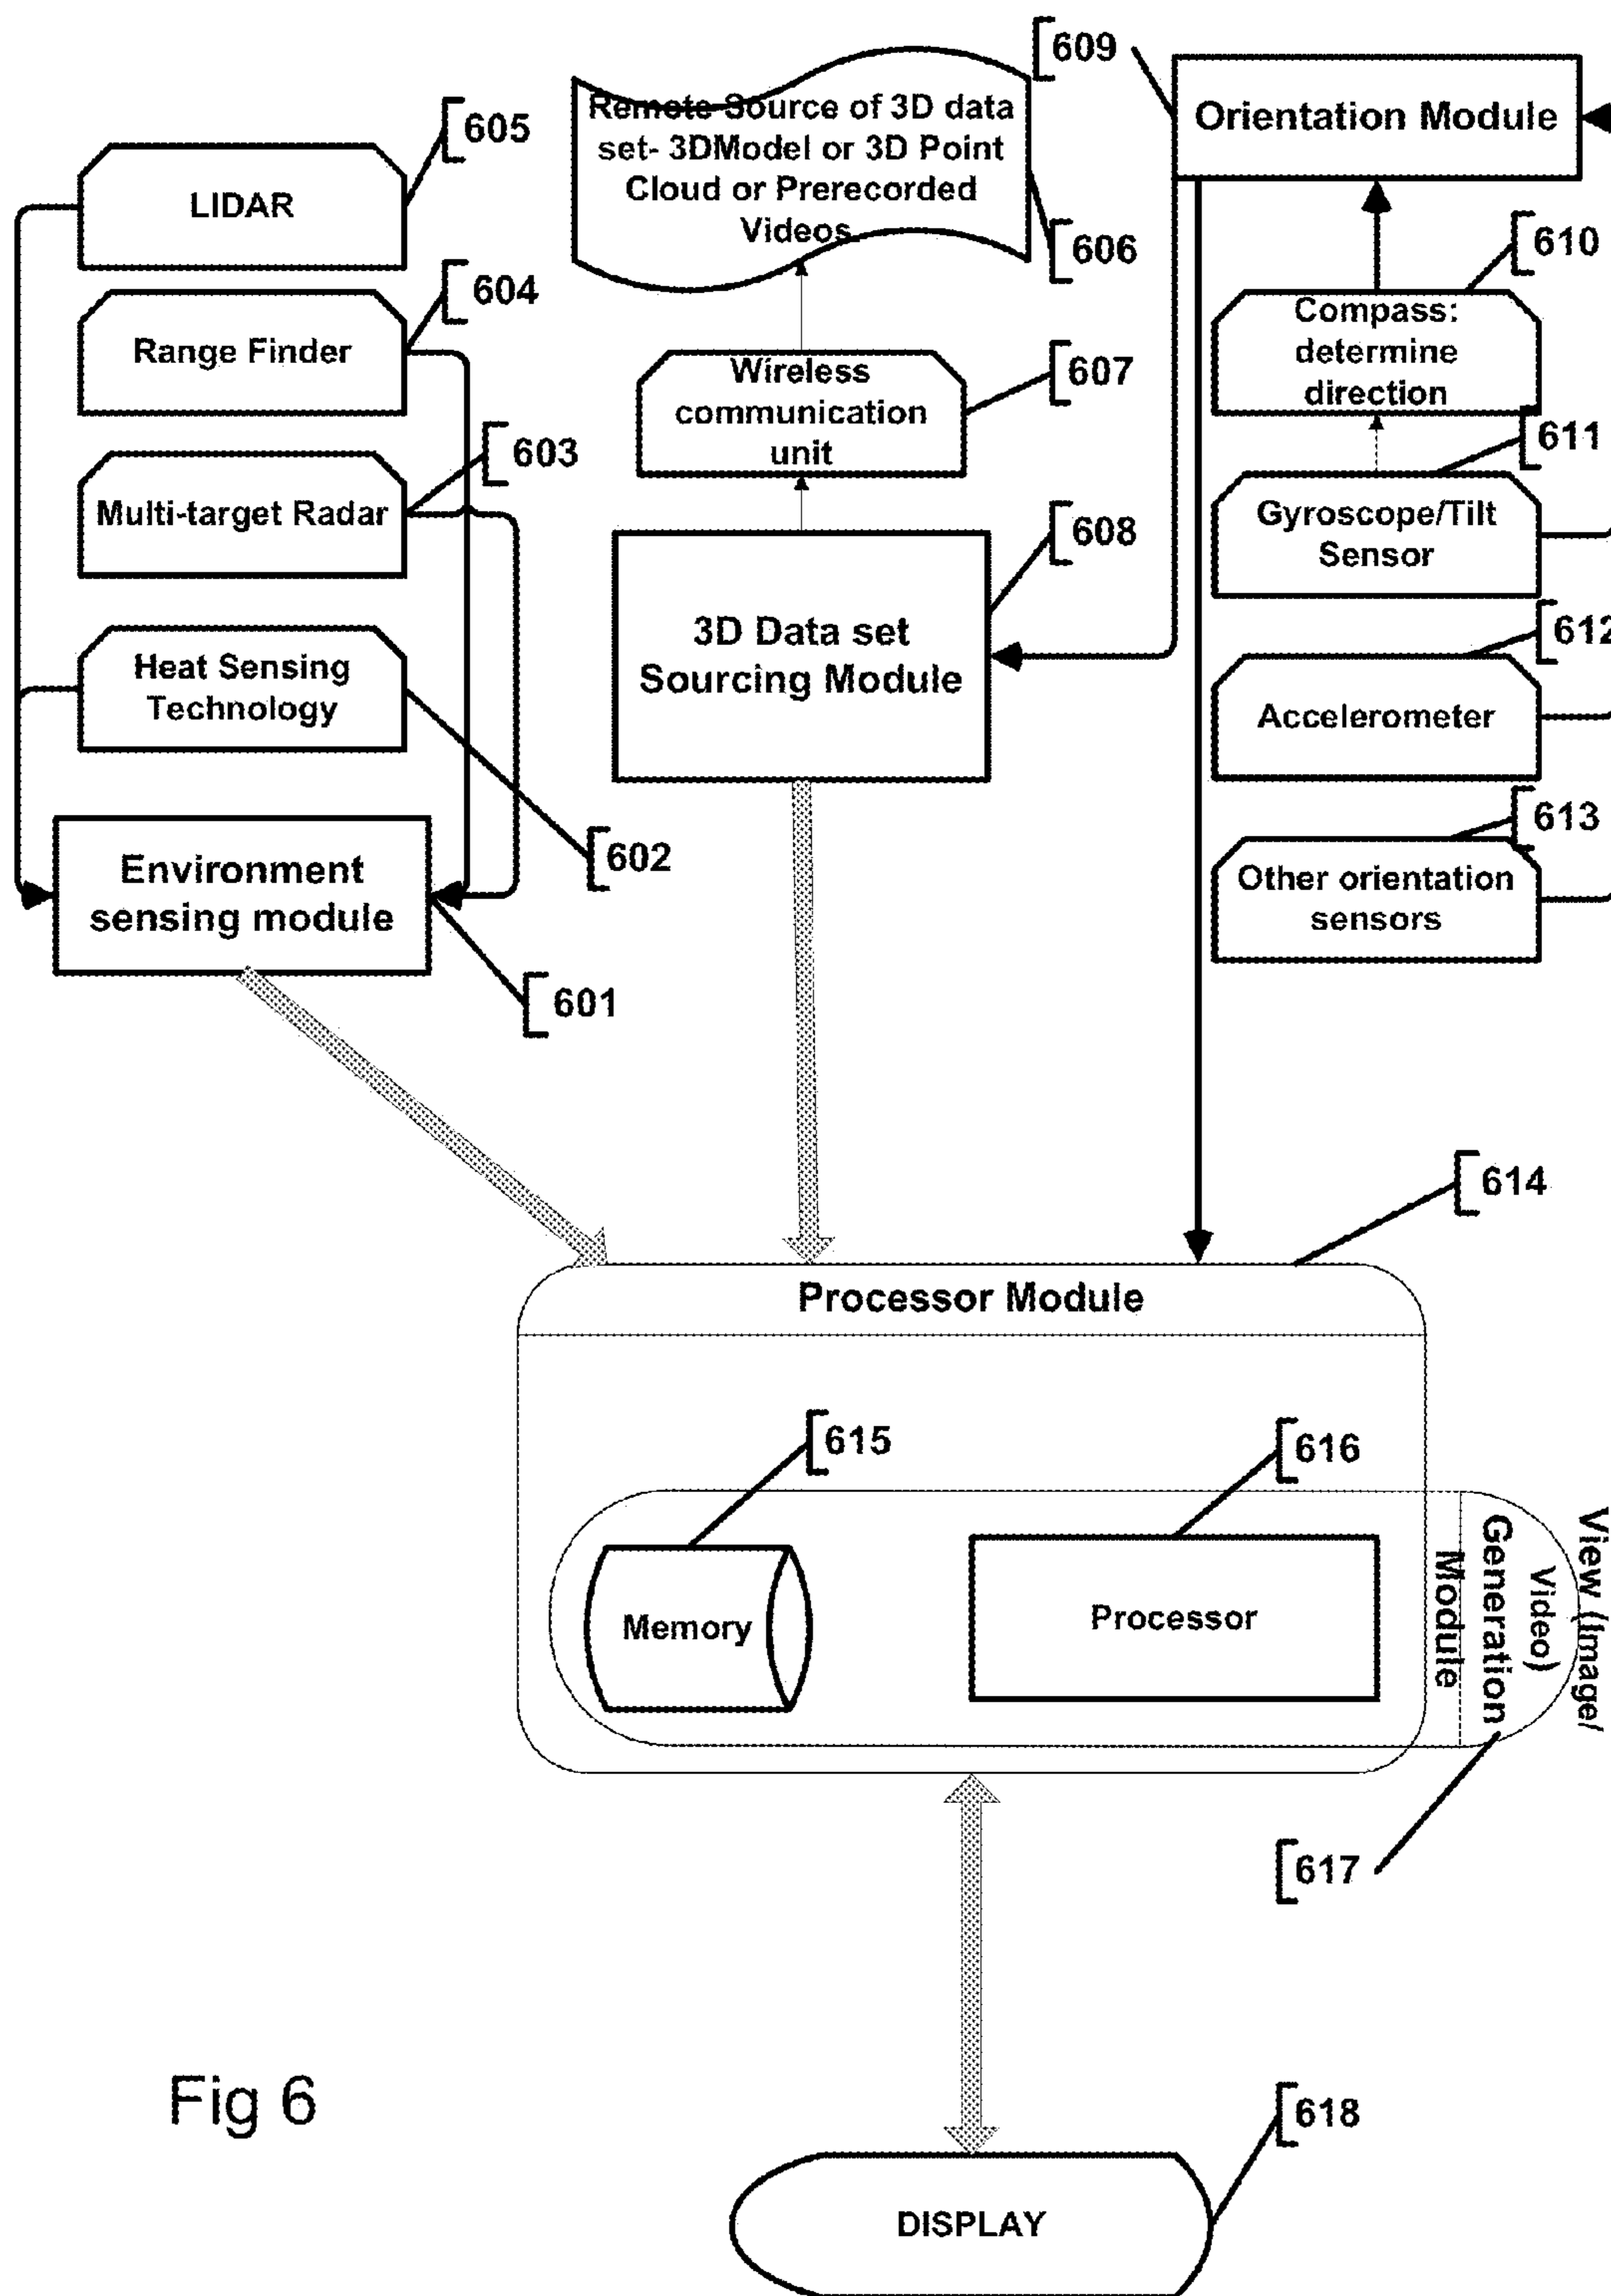 609
Orientation Module
605
LIDAR
Remote Source of 3D data
set- 3DModel or 3D Point
Cloud or Prerecorded
Videos
606
604
Range Finder
610
Compass:
determine
direction
Wireless
communication
unit
607
603
Multi-target Radar
611
Gyroscope/Tilt
Sensor
608
3D Data set
Sourcing Module
Heat Sensing
Technology
602
612
Accelerometer
613
Other orientation
sensors
Environment
sensing module
601
614
Processor Module
615
616
Memory
Processor
View (Image/
Video)
Generation
Module
617
Fig 6
618
DISPLAY